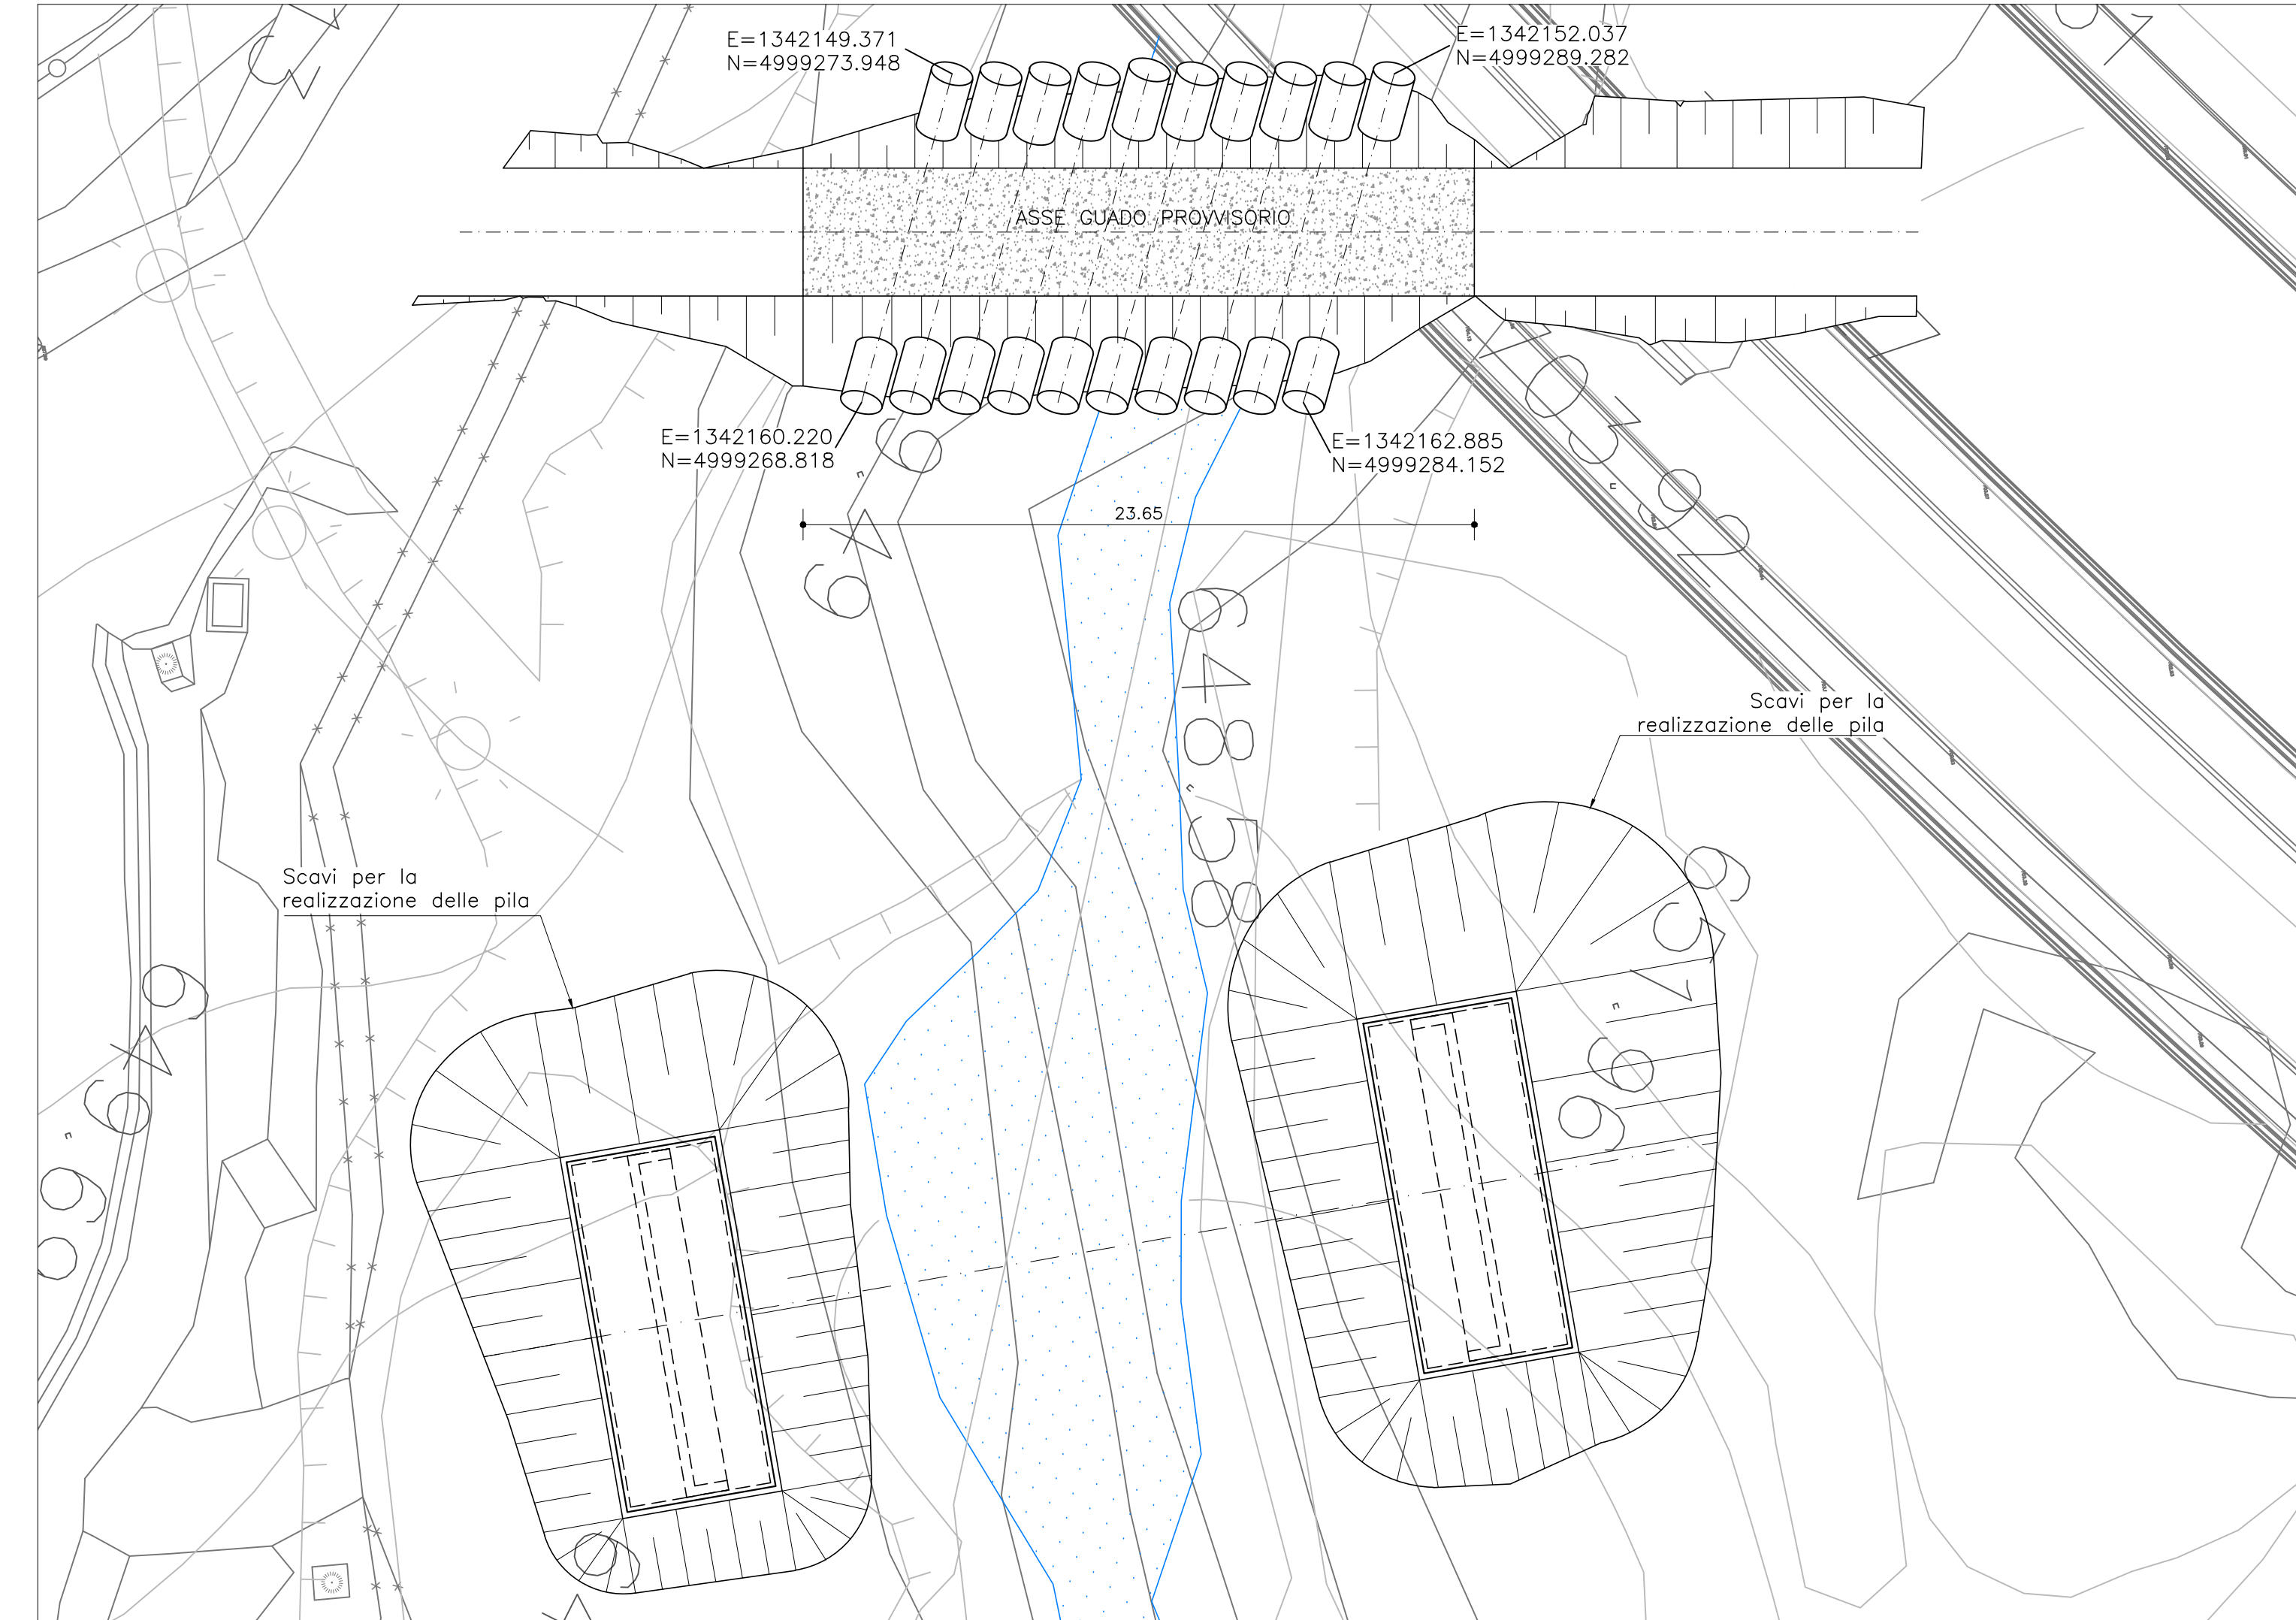 E=1342149.371
N=4999273.948
E=1342152.037
N=4999289.282
ASSE GUADO PROVVISORIO
E=1342160.220
N=4999268.818
E=1342162.885
N=4999284.152
23.65
Scavi per la
realizzazione delle pila
Scavi per la
realizzazione delle pila